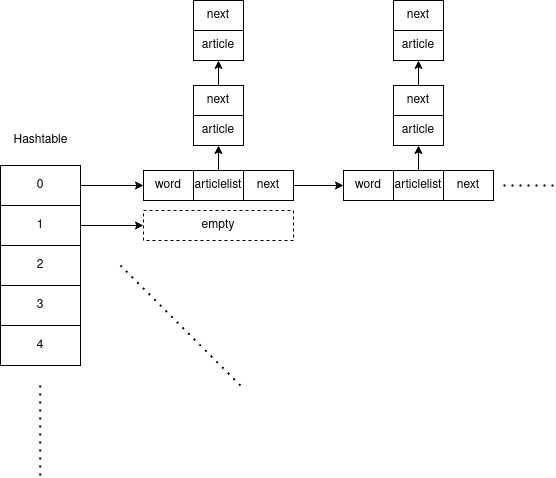 next
next
article
article
next
next
article
article
Hashtable
0
word
articlelist
next
word
articlelist
next
1
empty
2
3
4